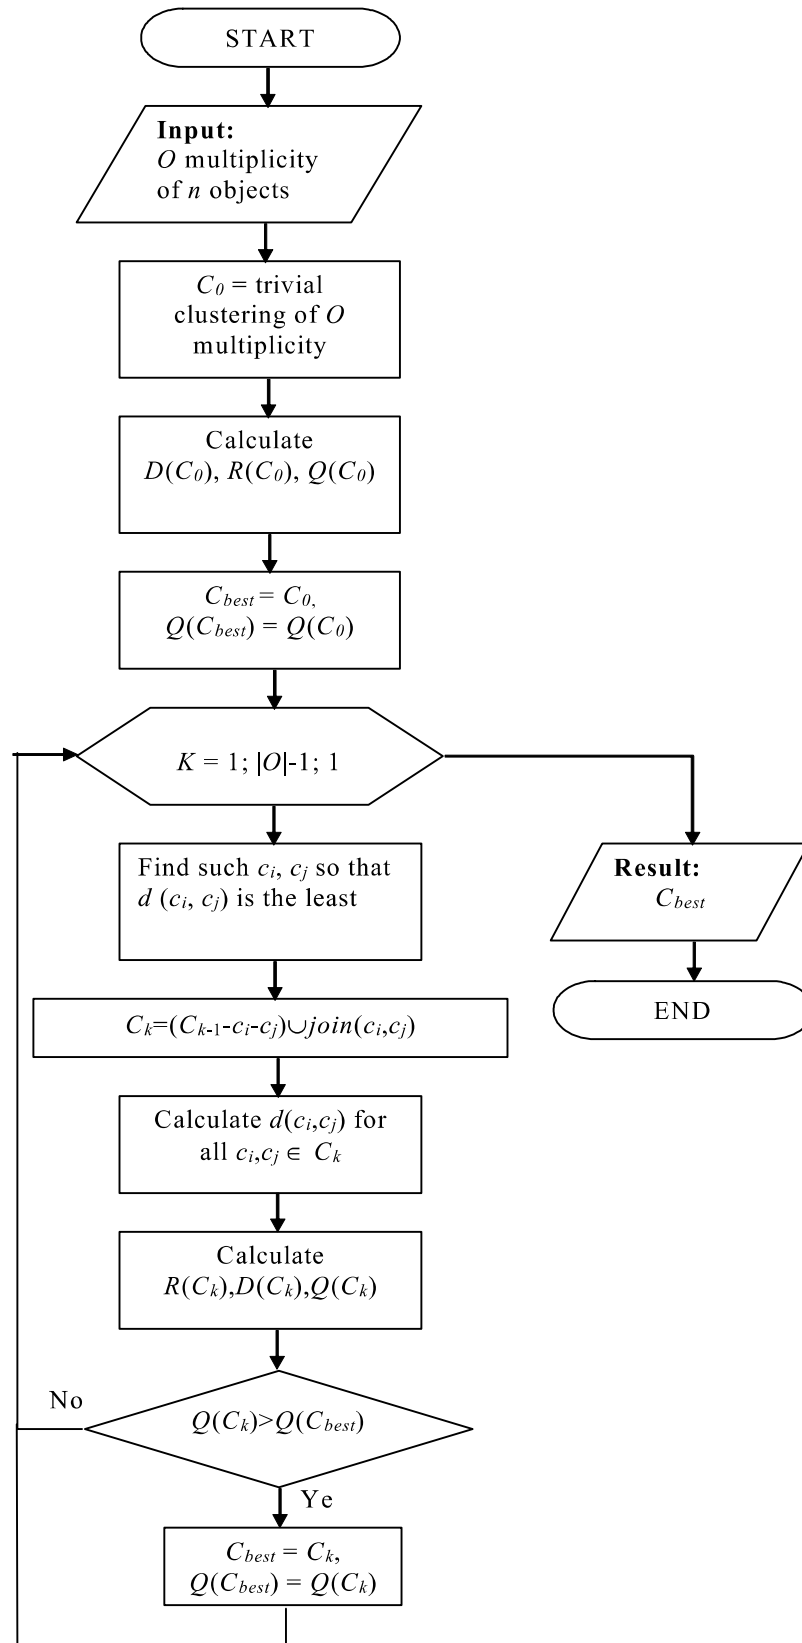 START
Input:
O multiplicity
of n objects
C0 = trivial
clustering of O
multiplicity
Calculate
D(C0), R(C0), Q(C0)
Cbest = C0,
Q(Cbest) = Q(C0)
K = 1; |O|-1; 1
Find such ci, cj so that
d (ci, cj) is the least
Result:
Cbest
END
Ck=(Ck-1-ci-cj)∪join(ci,cj)
Calculate d(ci,cj) for
all ci,cj ∈ Ck
Calculate
R(Ck),D(Ck),Q(Ck)
No
Q(Ck)>Q(Cbest)
Ye
Cbest = Ck,
Q(Cbest) = Q(Ck)